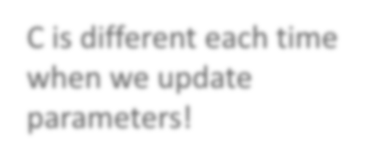 C is different each time
when we update
parameters!